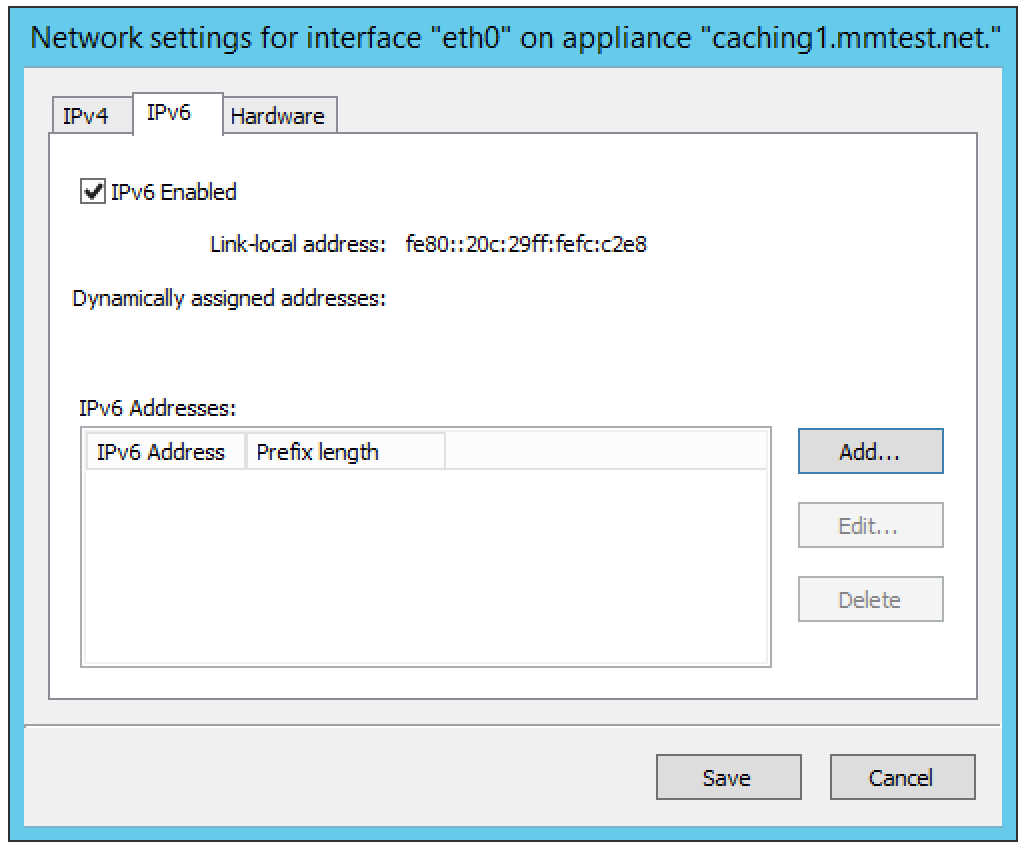 Network settings for interface "eth0" on appliance "caching1.mmtest.net."
IPv4 IPv6 Hardware
IPv6 Enabled
Link-local address: fe80::20c:29ff:fefc:c2e8
Dynamically assigned addresses:
IPv6 Addresses:
IPv6 Address Prefix length
Add...
Edit...
Delete
Save Cancel